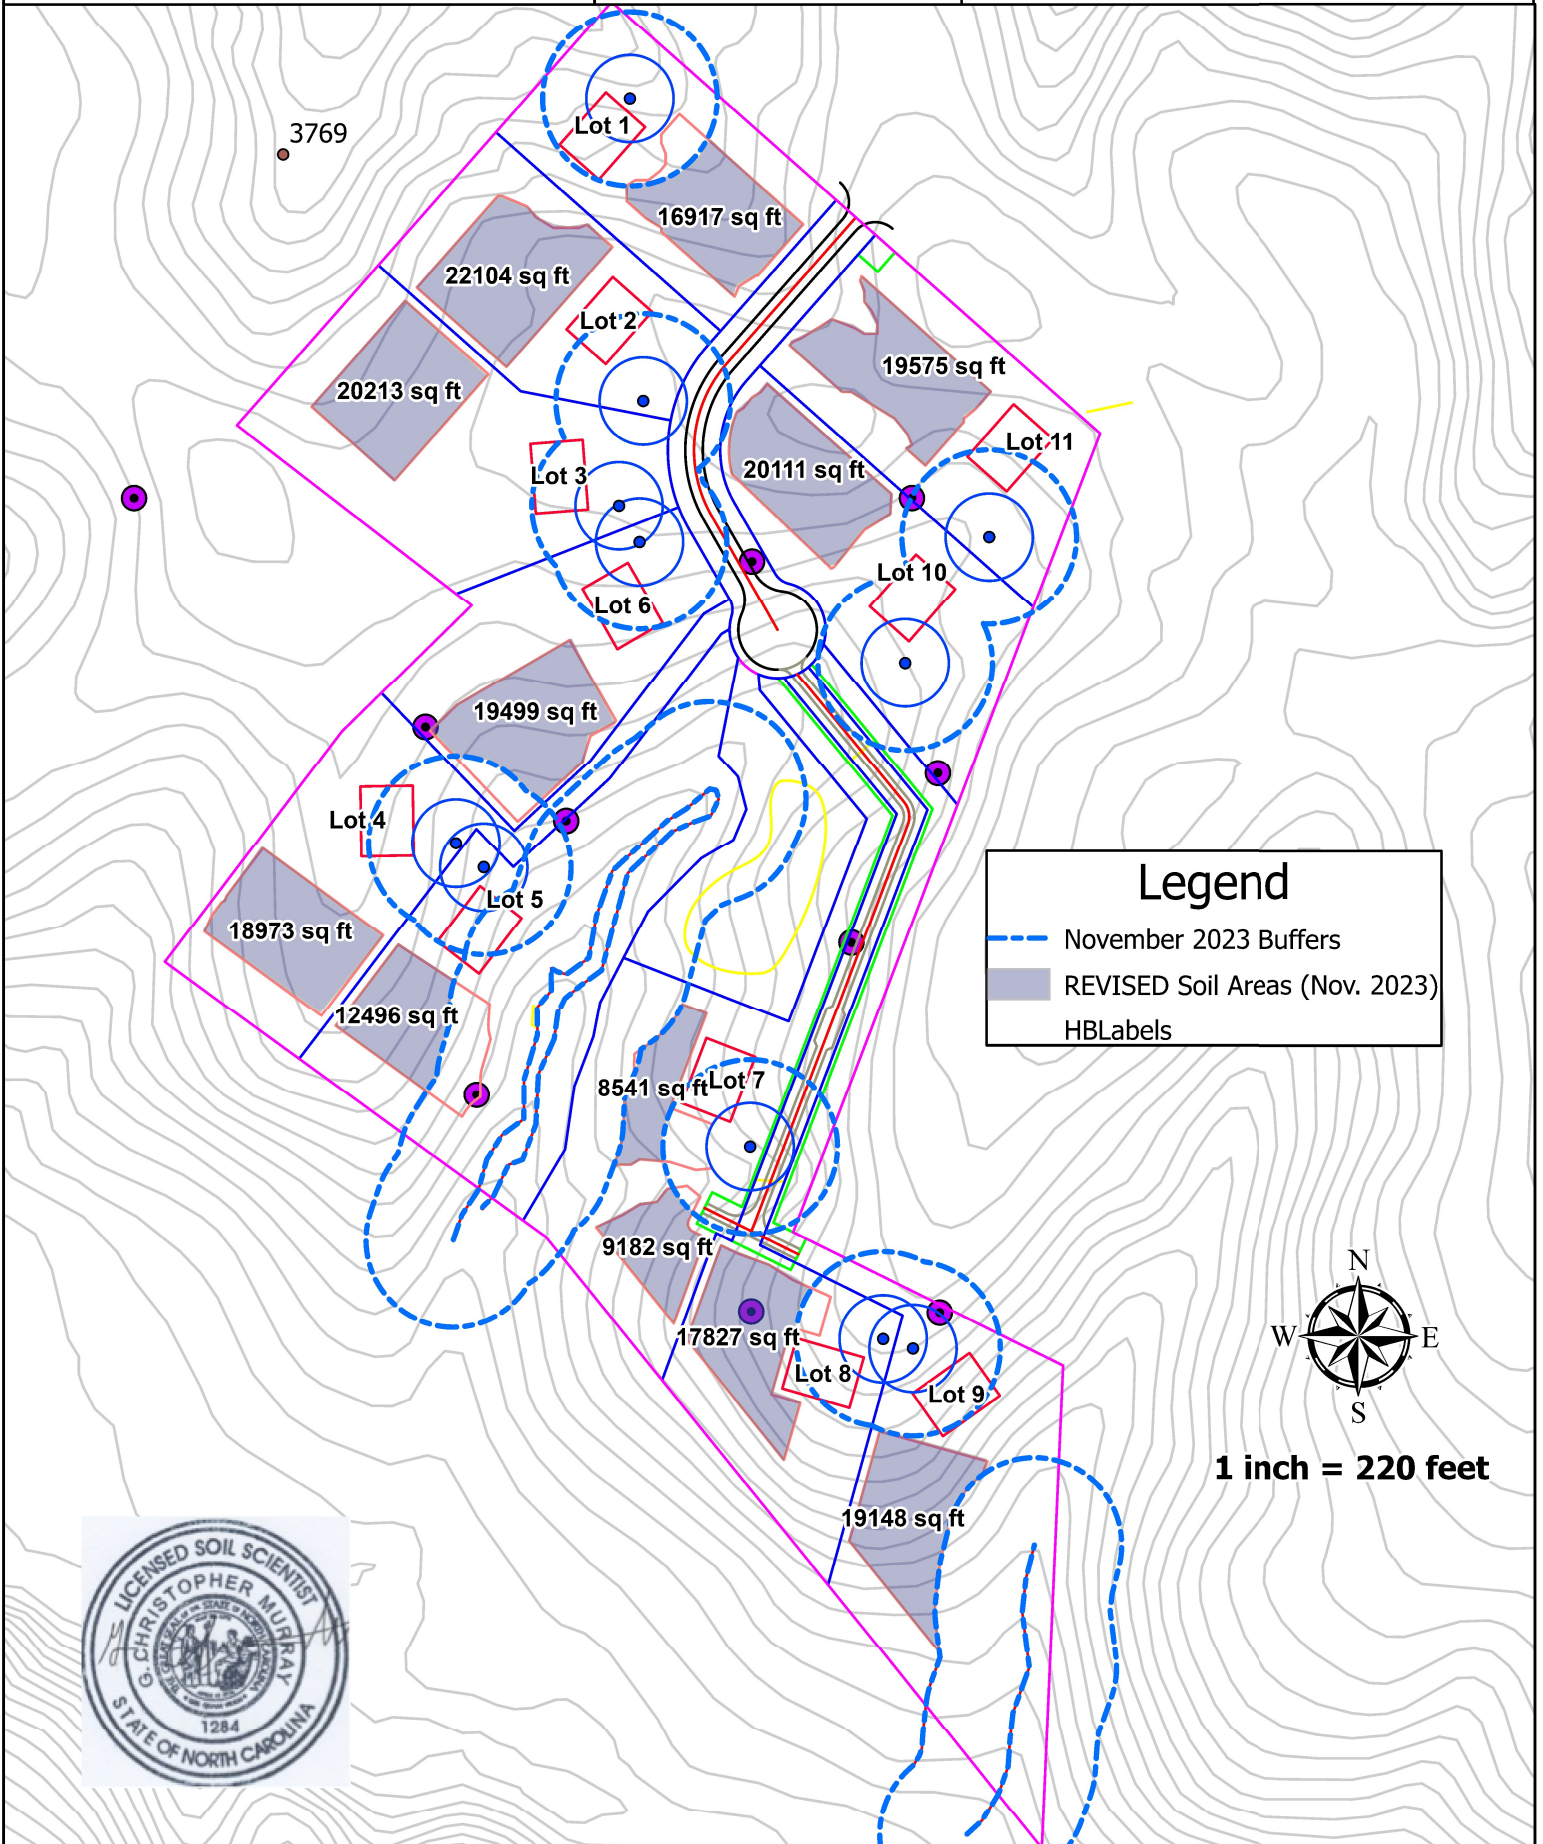 3769
Lot 1
16917 sq ft
22104 sq ft
Lot 2
20213 sq ft
19575 sq ft
Lot 11
20111 sq ft
Lot 3
Lot 10
Lot 6
19499 sq ft
Lot 4
Lot 5
18973 sq ft
12496 sq ft
8541 sq ft
Lot 7
9182 sq ft
17827 sq ft
Lot 8
Lot 9
19148 sq ft
Legend
November 2023 Buffers
REVISED Soil Areas (Nov. 2023)
HBLabels
N
W
E
S
1 inch = 220 feet
LICENSED SOIL SCIENTIST
G. CHRISTOPHER MURRAY
1284
STATE OF NORTH CAROLINA